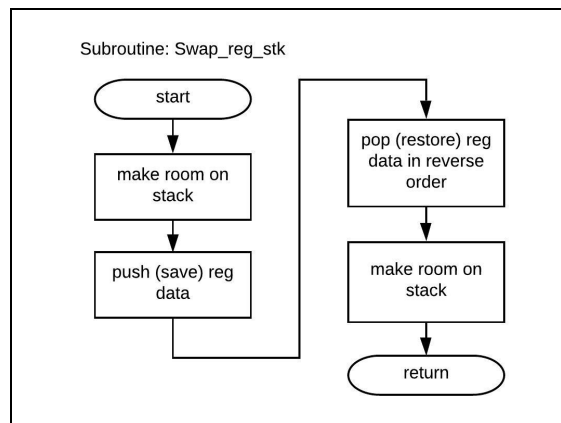 Subroutine: Swap_reg_stk
start
make room on
stack
push (save) reg
data
pop (restore) reg
data in reverse
order
make room on
stack
return